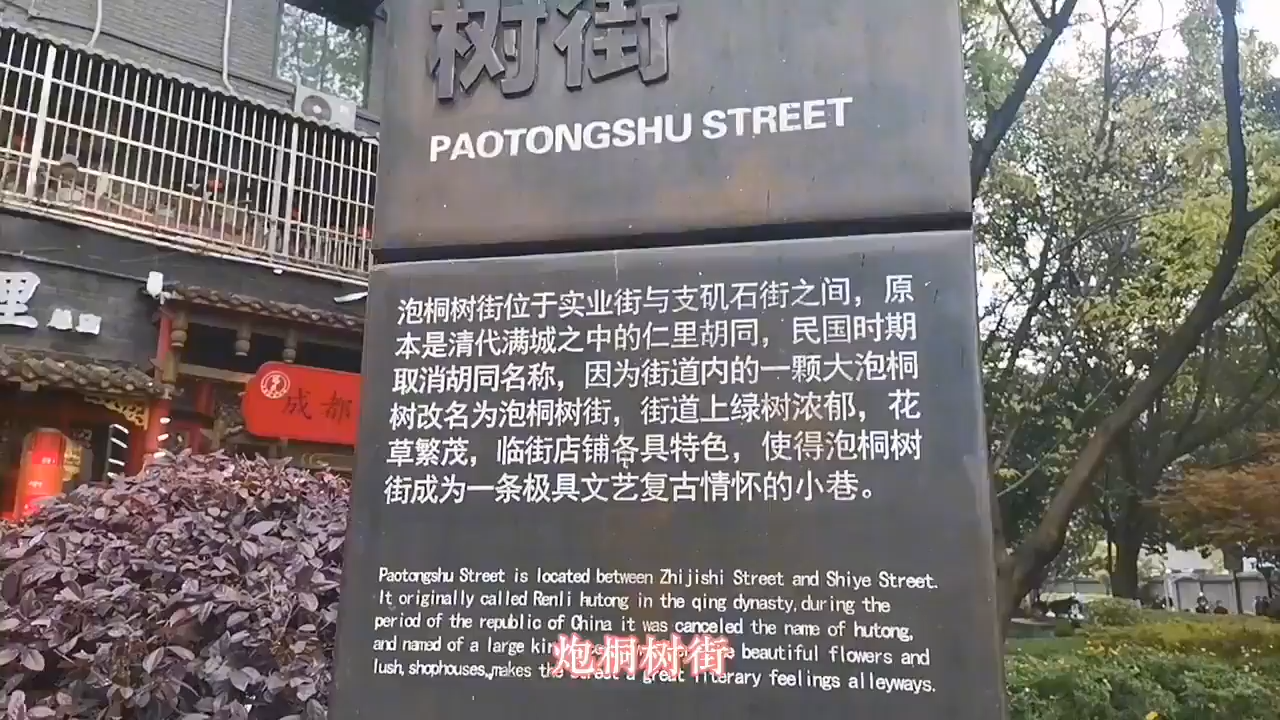 树街
PAOTONGSHU STREET
泡桐树街位于实业街与支矶石街之间，原
本是清代满城之中的仁里胡同，民国时期
取消胡同名称，因为街道内的一颗大泡桐
树改名为泡桐树街，街道上绿树浓郁，花
草繁茂，临街店铺各具特色，使得泡桐树
街成为一条极具文艺复古情怀的小巷。
里
成都
Paotongshu Street is located between Zhijishi Street and Shiye Street.
It originally called Renli hutong in the qing dynasty, during the
period of the republic of China it was canceled the name of hutong,
and named of a large beautiful flowers and
lush, shophouses, makes the street a great literary feelings alleyways.
炮桐树街